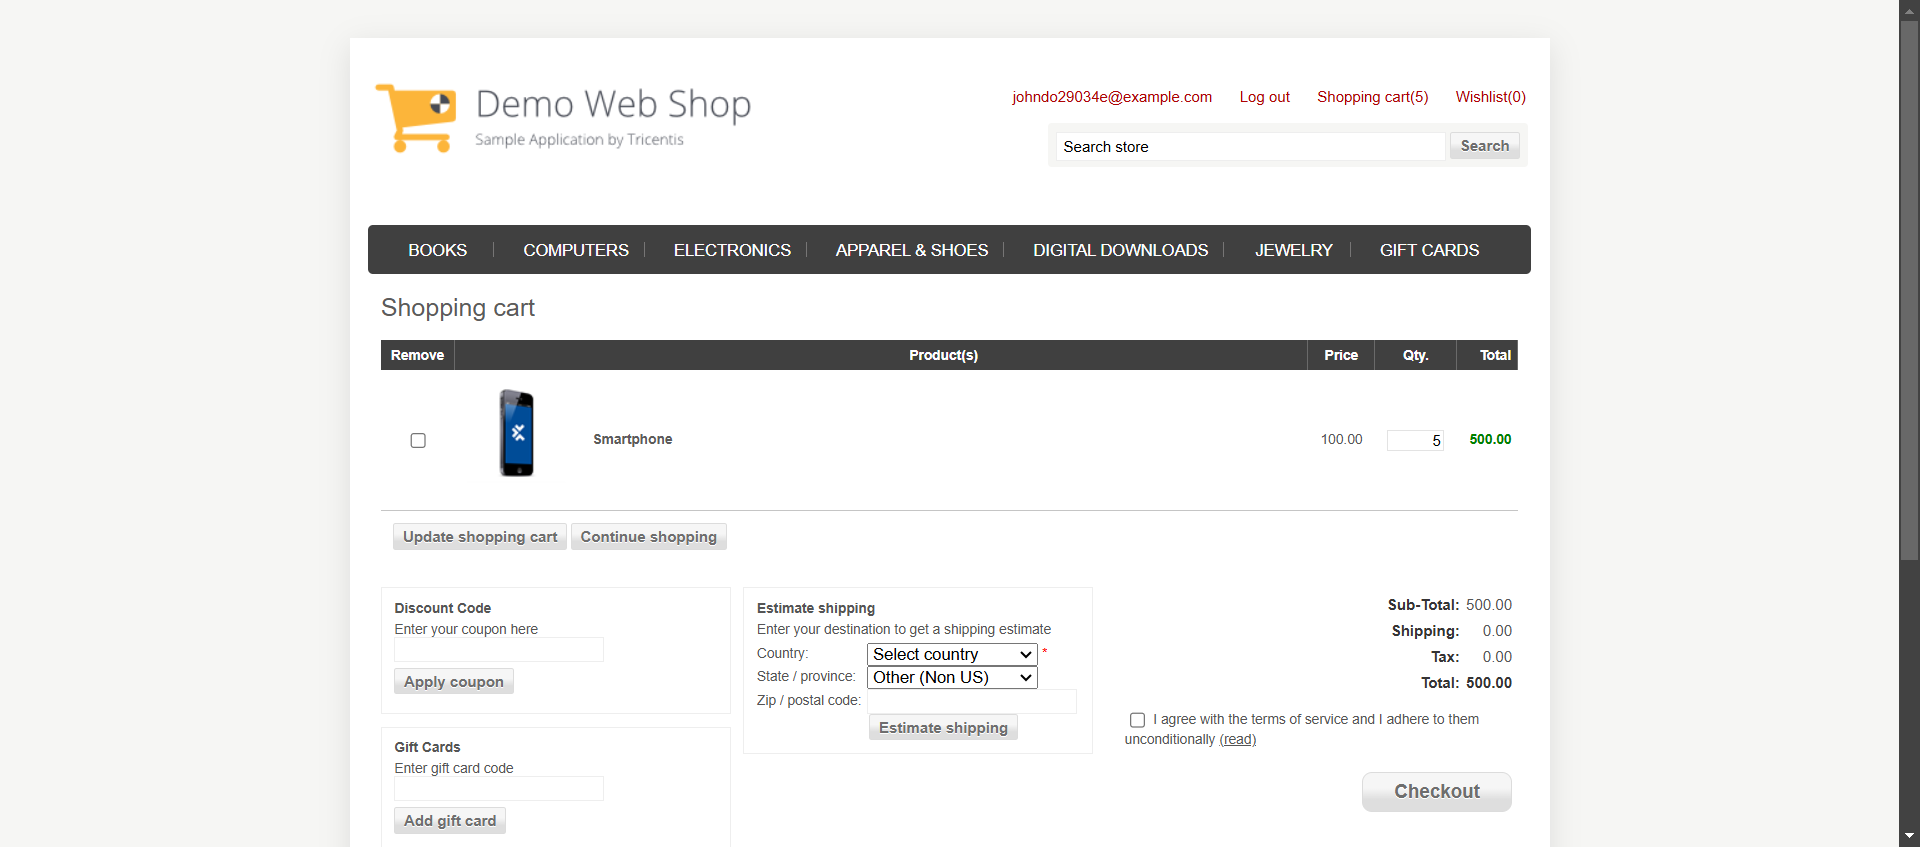 Demo Web Shop
Sample Application by Tricentis
johndo29034e@example.com Log out Shopping cart(5) Wishlist(0)
Search store Search
BOOKS COMPUTERS ELECTRONICS APPAREL & SHOES DIGITAL DOWNLOADS JEWELRY GIFT CARDS
Shopping cart
Remove Product(s) Price Qty. Total
Smartphone 100.00 5 500.00
Update shopping cart Continue shopping
Discount Code
Enter your coupon here
Apply coupon
Gift Cards
Enter gift card code
Add gift card
Estimate shipping
Enter your destination to get a shipping estimate
Country: Select country *
State / province: Other (Non US)
Zip / postal code:
Estimate shipping
Sub-Total: 500.00
Shipping: 0.00
Tax: 0.00
Total: 500.00
I agree with the terms of service and I adhere to them
unconditionally (read)
Checkout